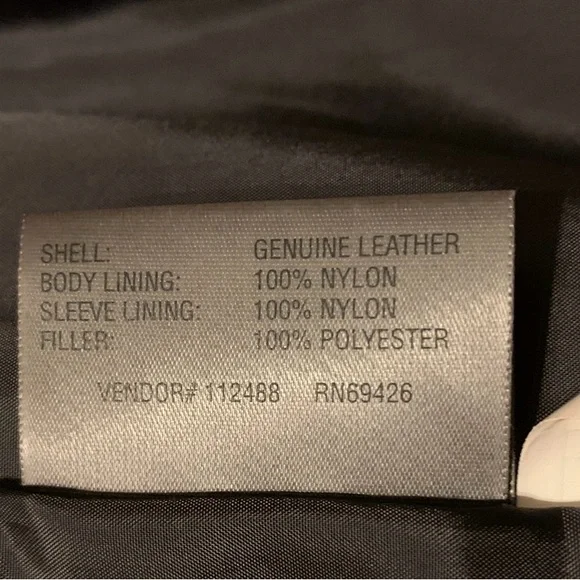 SHELL: GENUINE LEATHER
BODY LINING: 100% NYLON
SLEEVE LINING: 100% NYLON
FILLER: 100% POLYESTER
VENDOR# 112488 RN69426